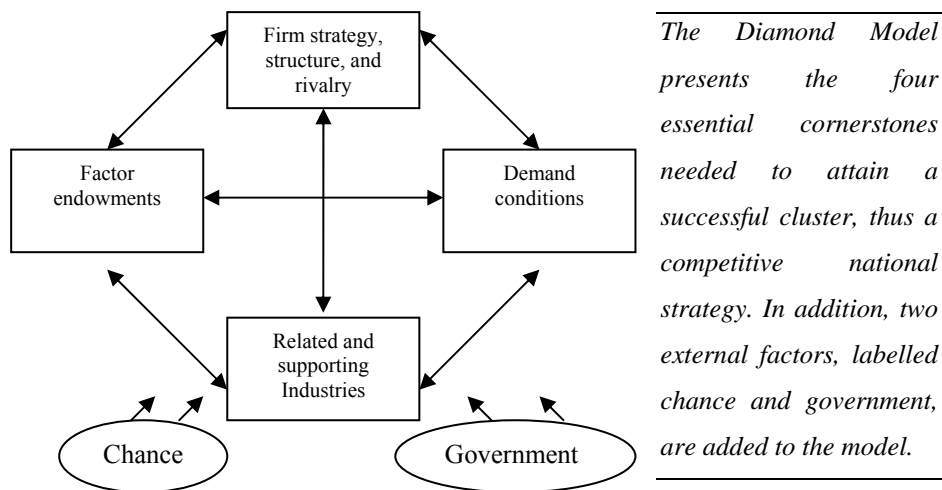 Firm strategy,
structure, and
rivalry
Factor
endowments
Demand
conditions
Related and
supporting
Industries
Chance
Government
The Diamond Model
presents the four
essential cornerstones
needed to attain a
successful cluster, thus a
competitive national
strategy. In addition, two
external factors, labelled
chance and government,
are added to the model.